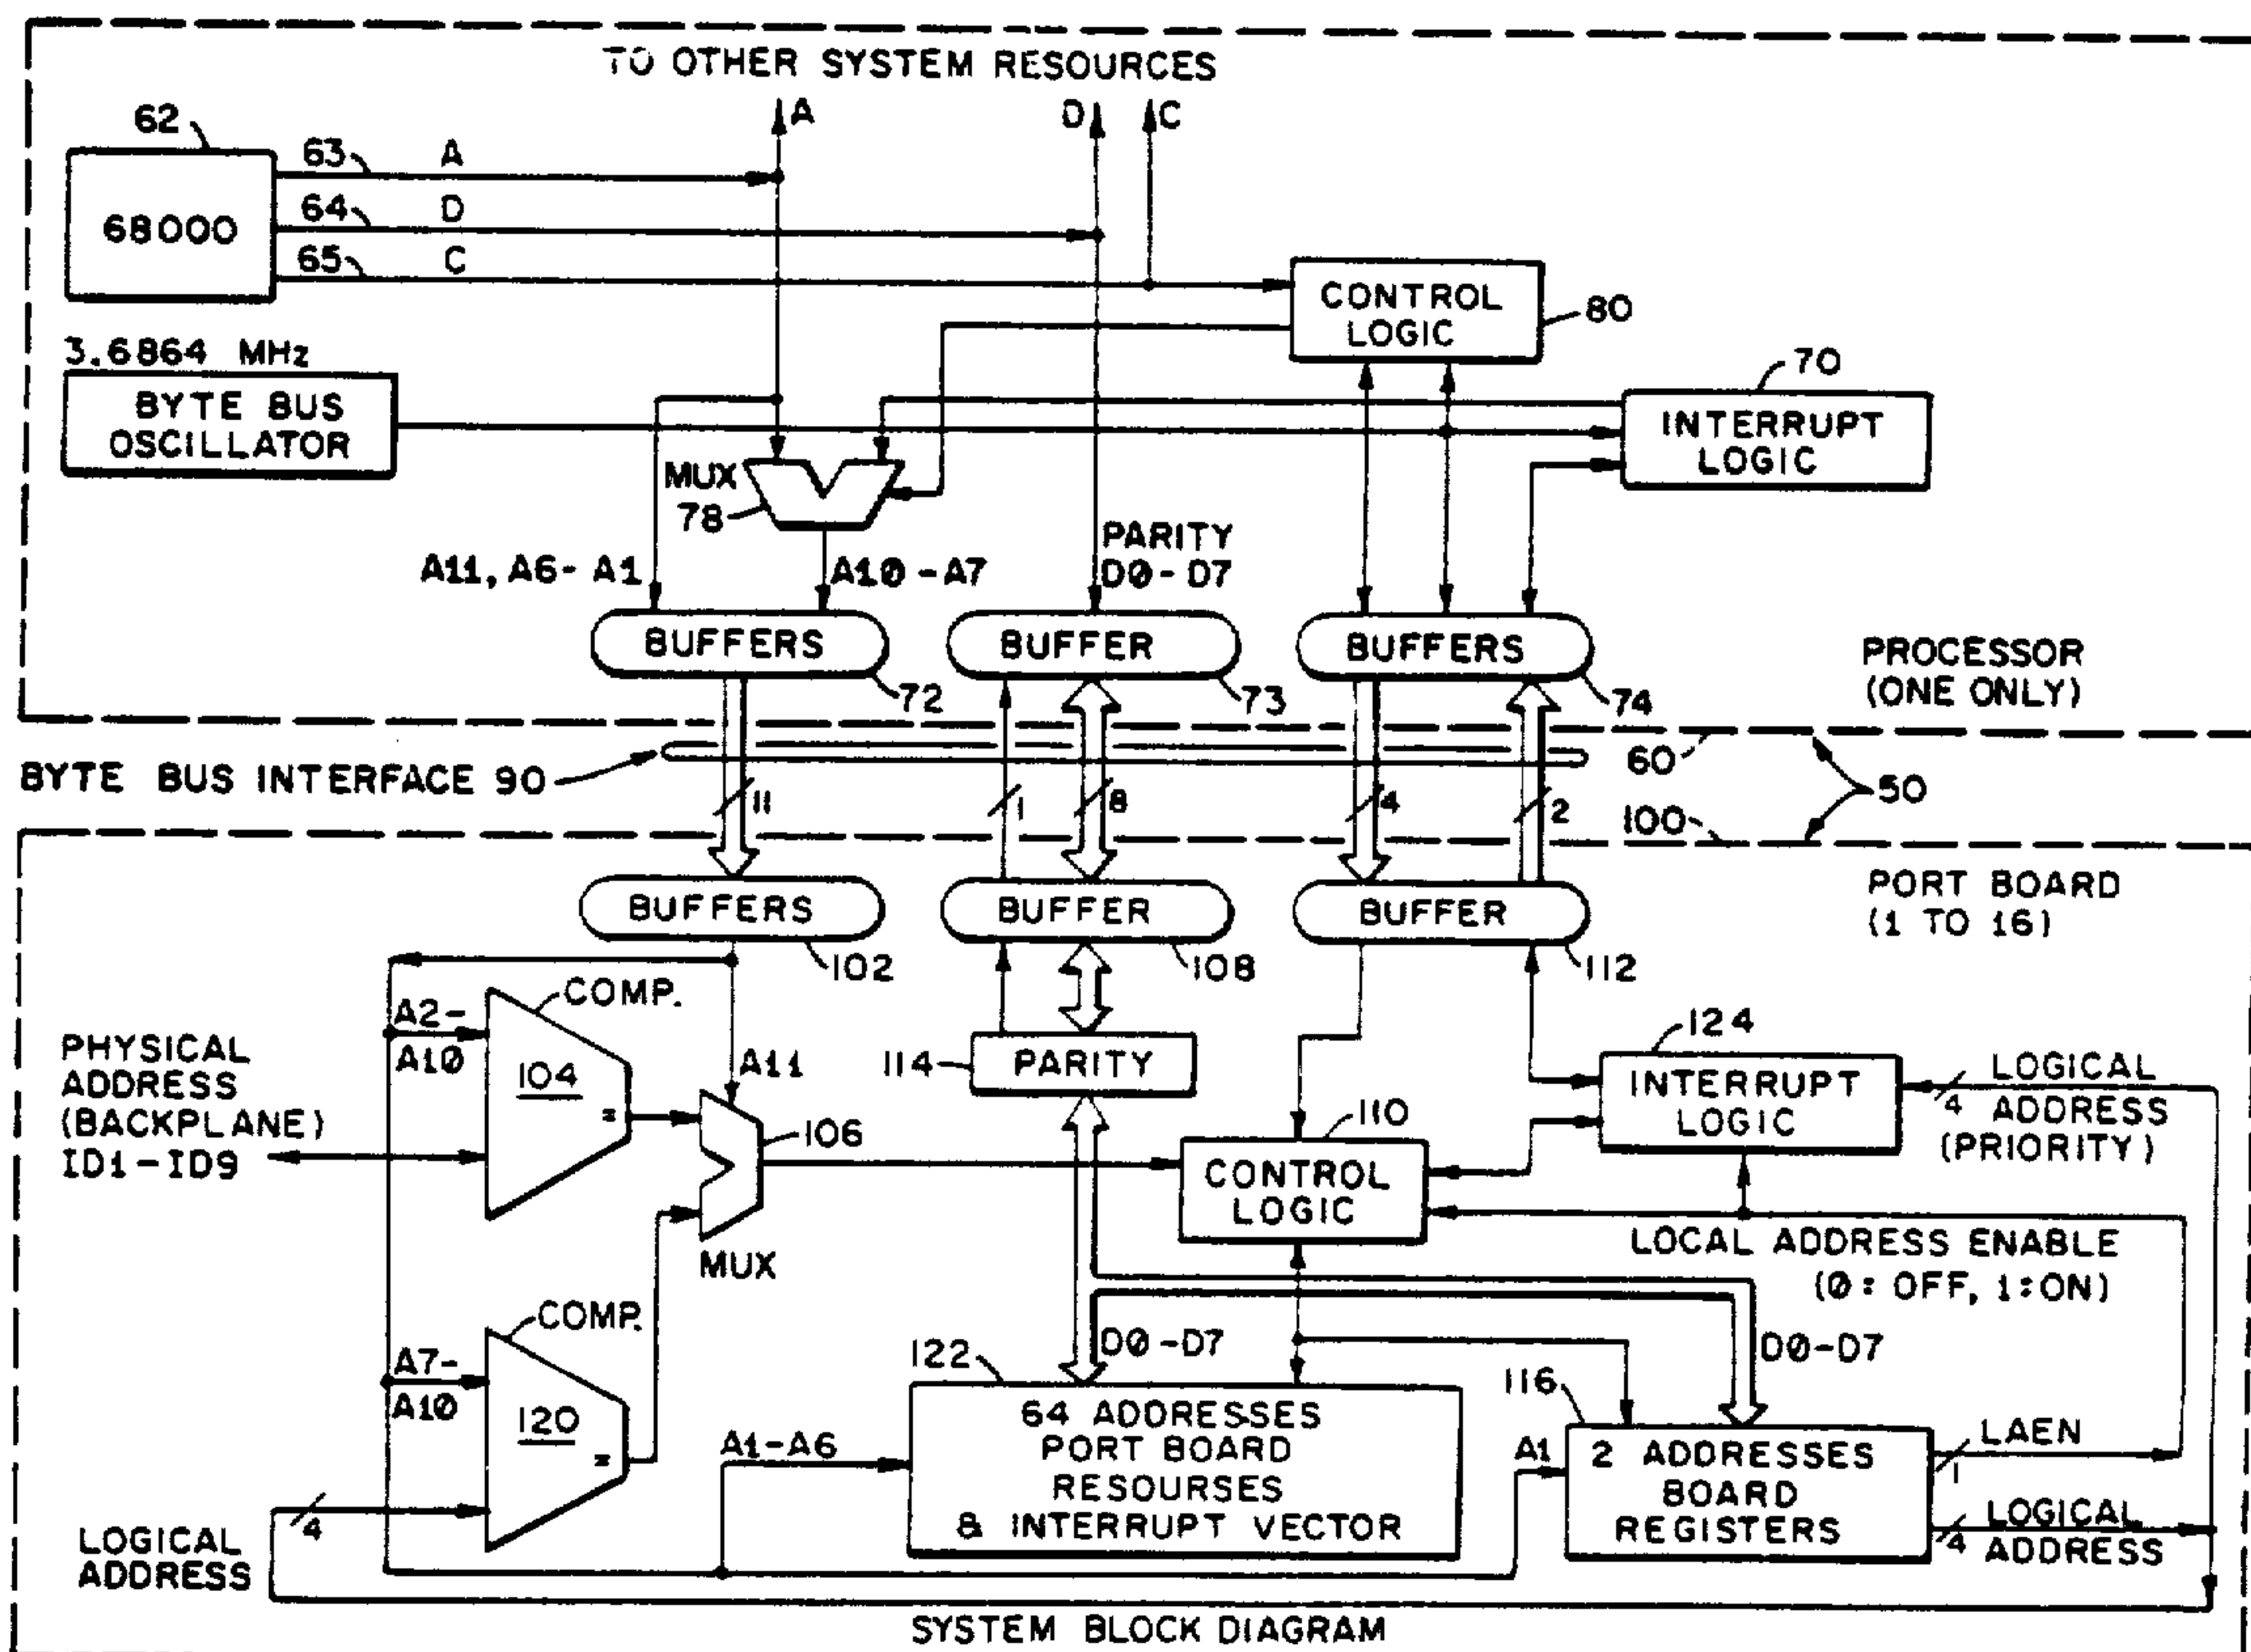 TO OTHER SYSTEM RESOURCES
A
D
C
62
63
A
64
D
68000
65
C
CONTROL
LOGIC
80
3.6864 MHz
BYTE BUS
OSCILLATOR
70
INTERRUPT
LOGIC
MUX
78
PARITY
A11, A6- A1
A10 -A7
D0- D7
BUFFERS
72
BUFFER
73
BUFFERS
74
PROCESSOR
(ONE ONLY)
60
BYTE BUS INTERFACE 90
50
11
1
8
4
2
100
BUFFERS
102
BUFFER
108
BUFFER
112
PORT BOARD
(1 TO 16)
COMP.
A2-
A10
104
=
PHYSICAL
ADDRESS
(BACKPLANE)
ID1-ID9
A11
106
MUX
114
PARITY
110
CONTROL
LOGIC
124
INTERRUPT
LOGIC
LOGICAL
4 ADDRESS
(PRIORITY)
LOCAL ADDRESS ENABLE
(0: OFF, 1:ON)
COMP.
A7-
A10
120
=
122
D0 -D7
D0-D7
64 ADDRESSES
PORT BOARD
RESOURSES
& INTERRUPT VECTOR
A1-A6
116
A1
2 ADDRESSES
BOARD
REGISTERS
LAEN
1
LOGICAL
4 ADDRESS
4
LOGICAL
ADDRESS
SYSTEM BLOCK DIAGRAM